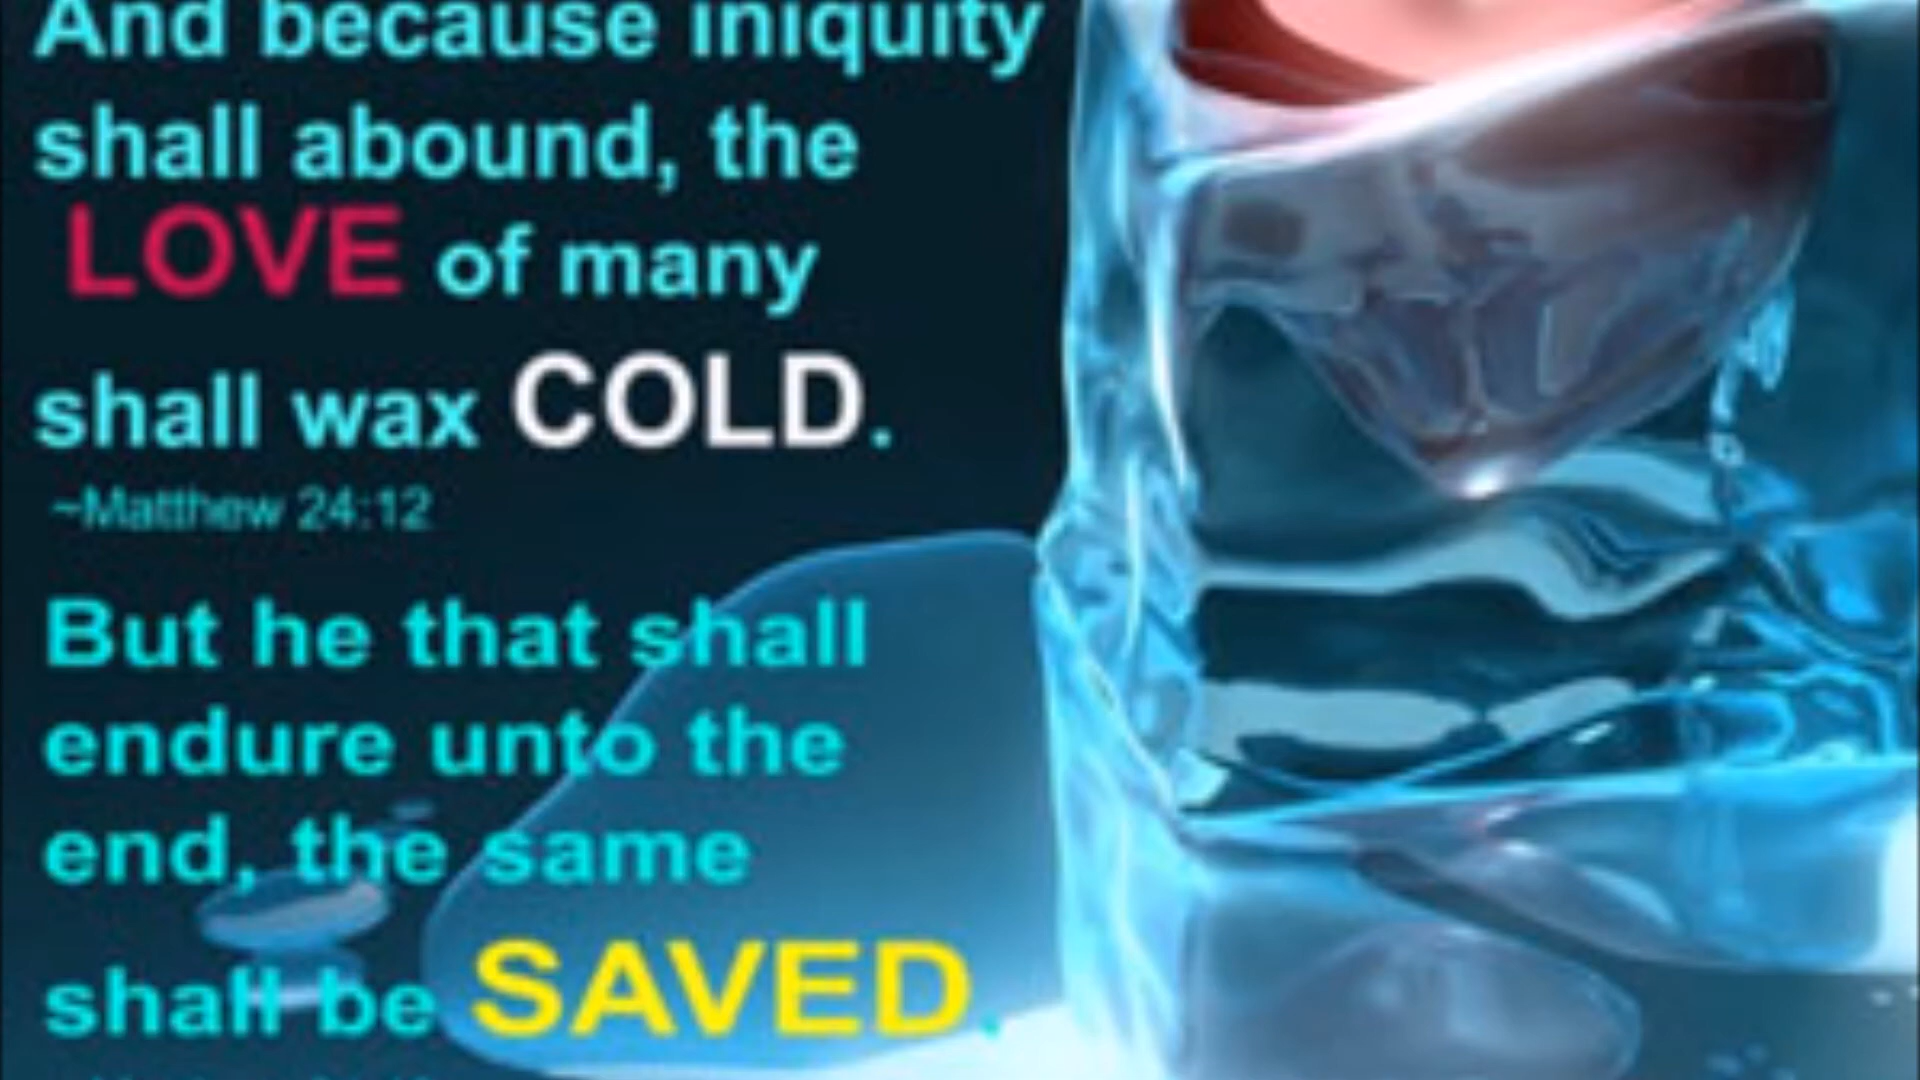 And because iniquity
shall abound, the
LOVE of many
shall wax COLD.
~Matthew 24:12
But he that shall
endure unto the
end, the same
shall be SAVED.